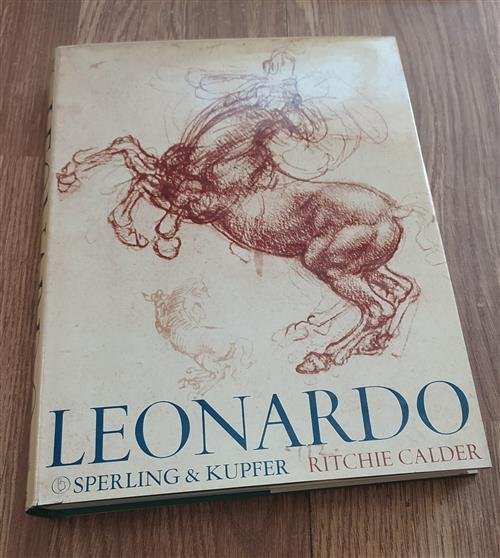 LEONARDO
SPERLING & KUPFER RITCHIE CALDER